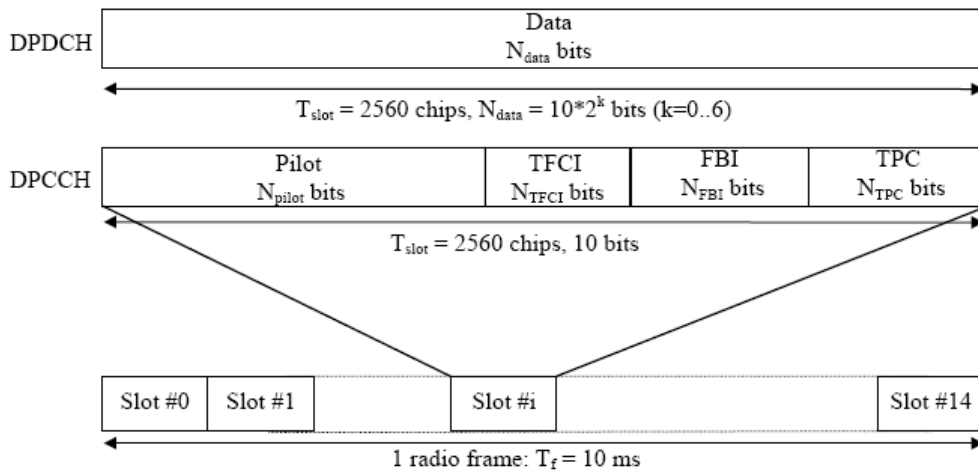 DPDCH
Data
N_data bits
T_slot = 2560 chips, N_data = 10*2^k bits (k=0..6)
DPCCH
Pilot
N_pilot bits
TFCI
N_TFCI bits
FBI
N_FBI bits
TPC
N_TPC bits
T_slot = 2560 chips, 10 bits
Slot #0
Slot #1
Slot #i
Slot #14
1 radio frame: T_f = 10 ms